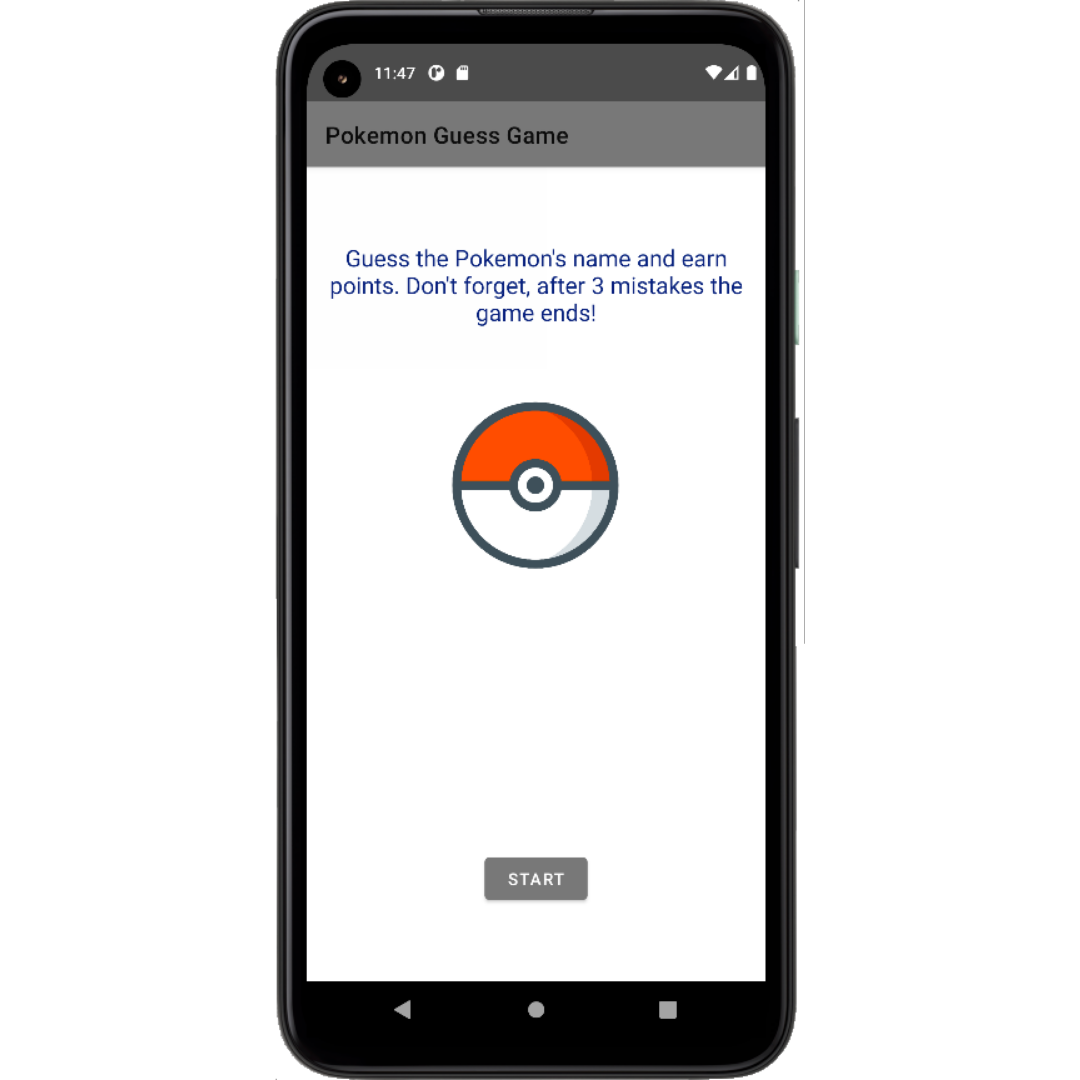 11:47
Pokemon Guess Game
Guess the Pokemon's name and earn
points. Don't forget, after 3 mistakes the
game ends!
START